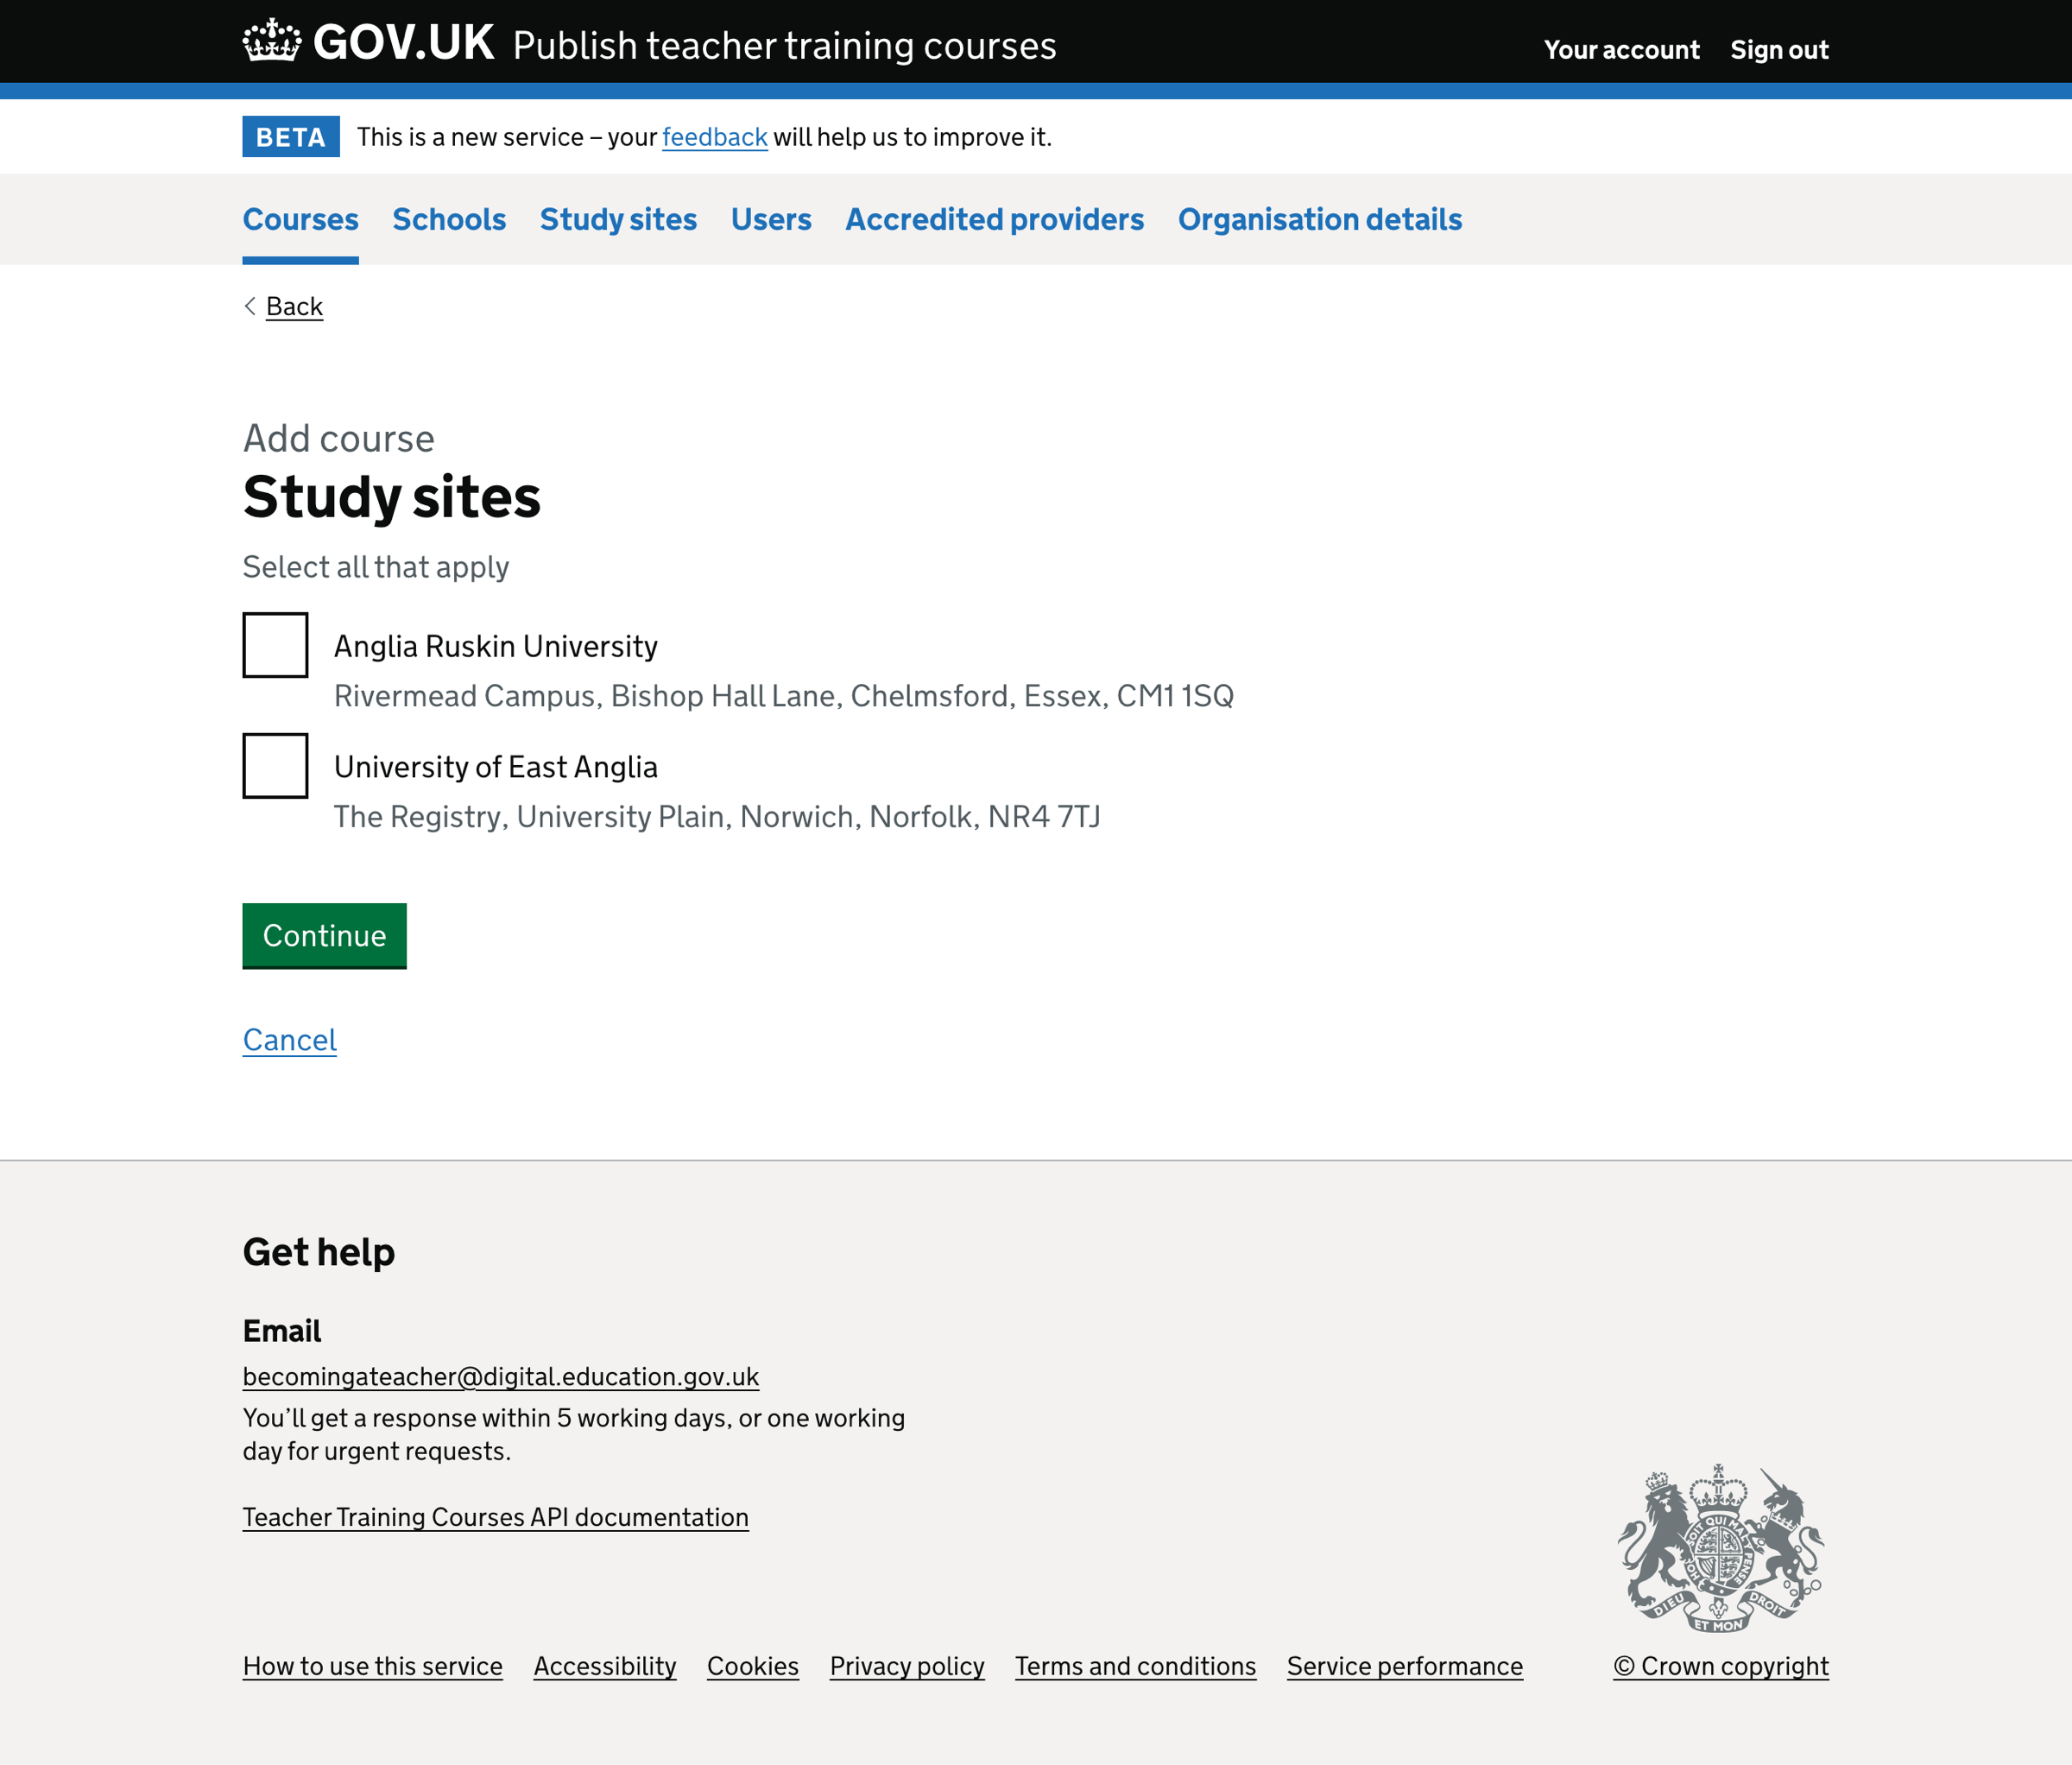 GOV.UK Publish teacher training courses
Your account Sign out
BETA This is a new service – your feedback will help us to improve it.
Courses Schools Study sites Users Accredited providers Organisation details
Back
Add course
Study sites
Select all that apply
Anglia Ruskin University
Rivermead Campus, Bishop Hall Lane, Chelmsford, Essex, CM1 1SQ
University of East Anglia
The Registry, University Plain, Norwich, Norfolk, NR4 7TJ
Continue
Cancel
Get help
Email
becomingateacher@digital.education.gov.uk
You’ll get a response within 5 working days, or one working
day for urgent requests.
Teacher Training Courses API documentation
DIEU ET MON DROIT
How to use this service Accessibility Cookies Privacy policy Terms and conditions Service performance
© Crown copyright